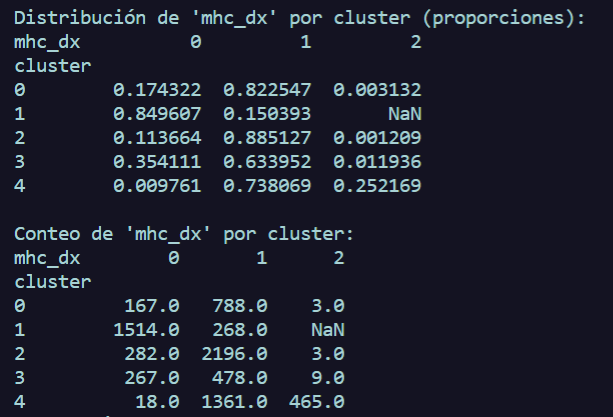 Distribución de 'mhc_dx' por cluster (proporciones):
mhc_dx 0 1 2
cluster
0 0.174322 0.822547 0.003132
1 0.849607 0.150393 NaN
2 0.113664 0.885127 0.001209
3 0.354111 0.633952 0.011936
4 0.009761 0.738069 0.252169
Conteo de 'mhc_dx' por cluster:
mhc_dx 0 1 2
cluster
0 167.0 788.0 3.0
1 1514.0 268.0 NaN
2 282.0 2196.0 3.0
3 267.0 478.0 9.0
4 18.0 1361.0 465.0